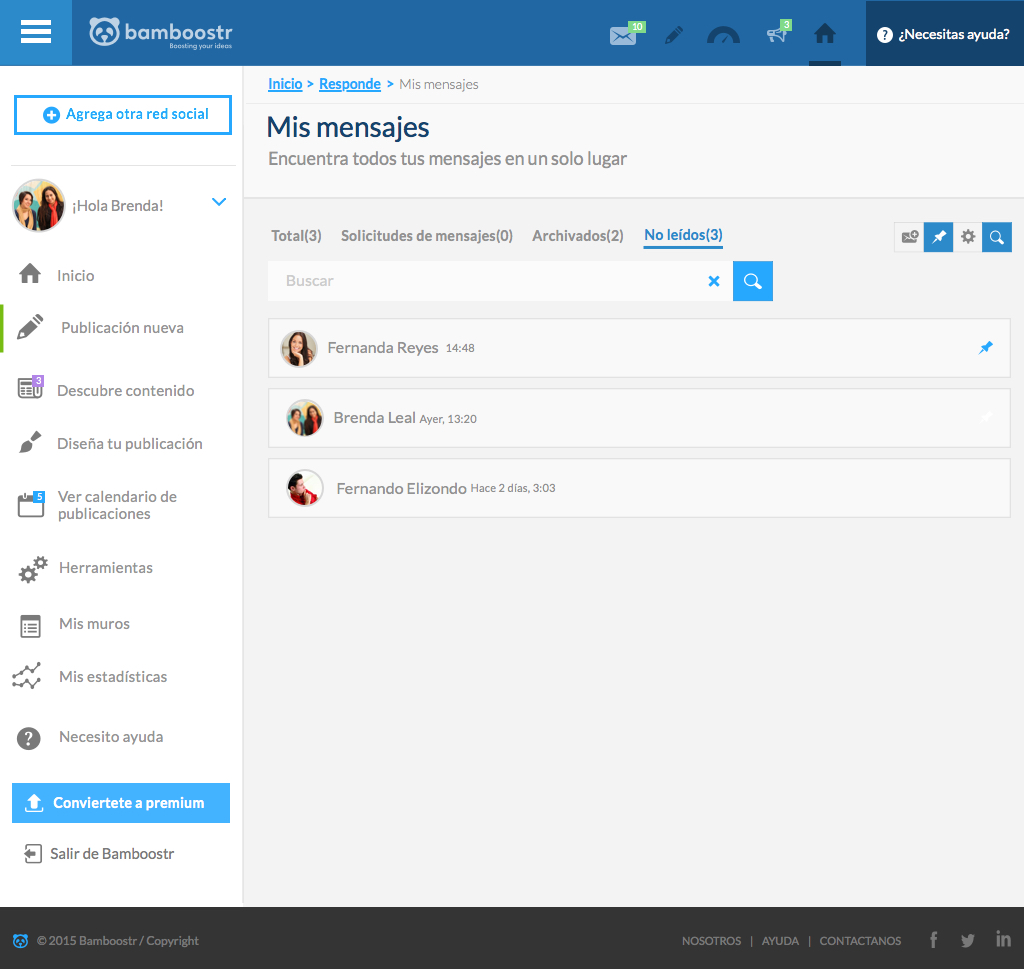 bamboostr
Boosting your ideas
10
3
? ¿Necesitas ayuda?
Agrega otra red social
¡Hola Brenda!
Inicio
Publicación nueva
3
Descubre contenido
Diseña tu publicación
5
Ver calendario de
publicaciones
Herramientas
Mis muros
Mis estadísticas
? Necesito ayuda
Conviertete a premium
Salir de Bamboostr
Inicio > Responde > Mis mensajes
Mis mensajes
Encuentra todos tus mensajes en un solo lugar
Total(3) Solicitudes de mensajes(0) Archivados(2) No leídos(3)
Buscar
Fernanda Reyes 14:48
Brenda Leal Ayer, 13:20
Fernando Elizondo Hace 2 días, 3:03
© 2015 Bamboostr / Copyright
NOSOTROS | AYUDA | CONTACTANOS